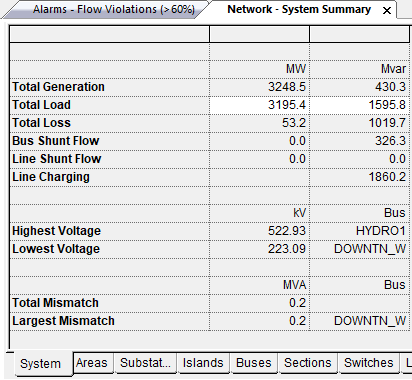 Alarms - Flow Violations (>60%) Network - System Summary ×
MW Mvar
Total Generation 3248.5 430.3
Total Load 3195.4 1595.8
Total Loss 53.2 1019.7
Bus Shunt Flow 0.0 326.3
Line Shunt Flow 0.0 0.0
Line Charging 1860.2
kV Bus
Highest Voltage 522.93 HYDRO1
Lowest Voltage 223.09 DOWNTN_W
MVA Bus
Total Mismatch 0.2
Largest Mismatch 0.2 DOWNTN_W
System Areas Substat... Islands Buses Sections Switches L